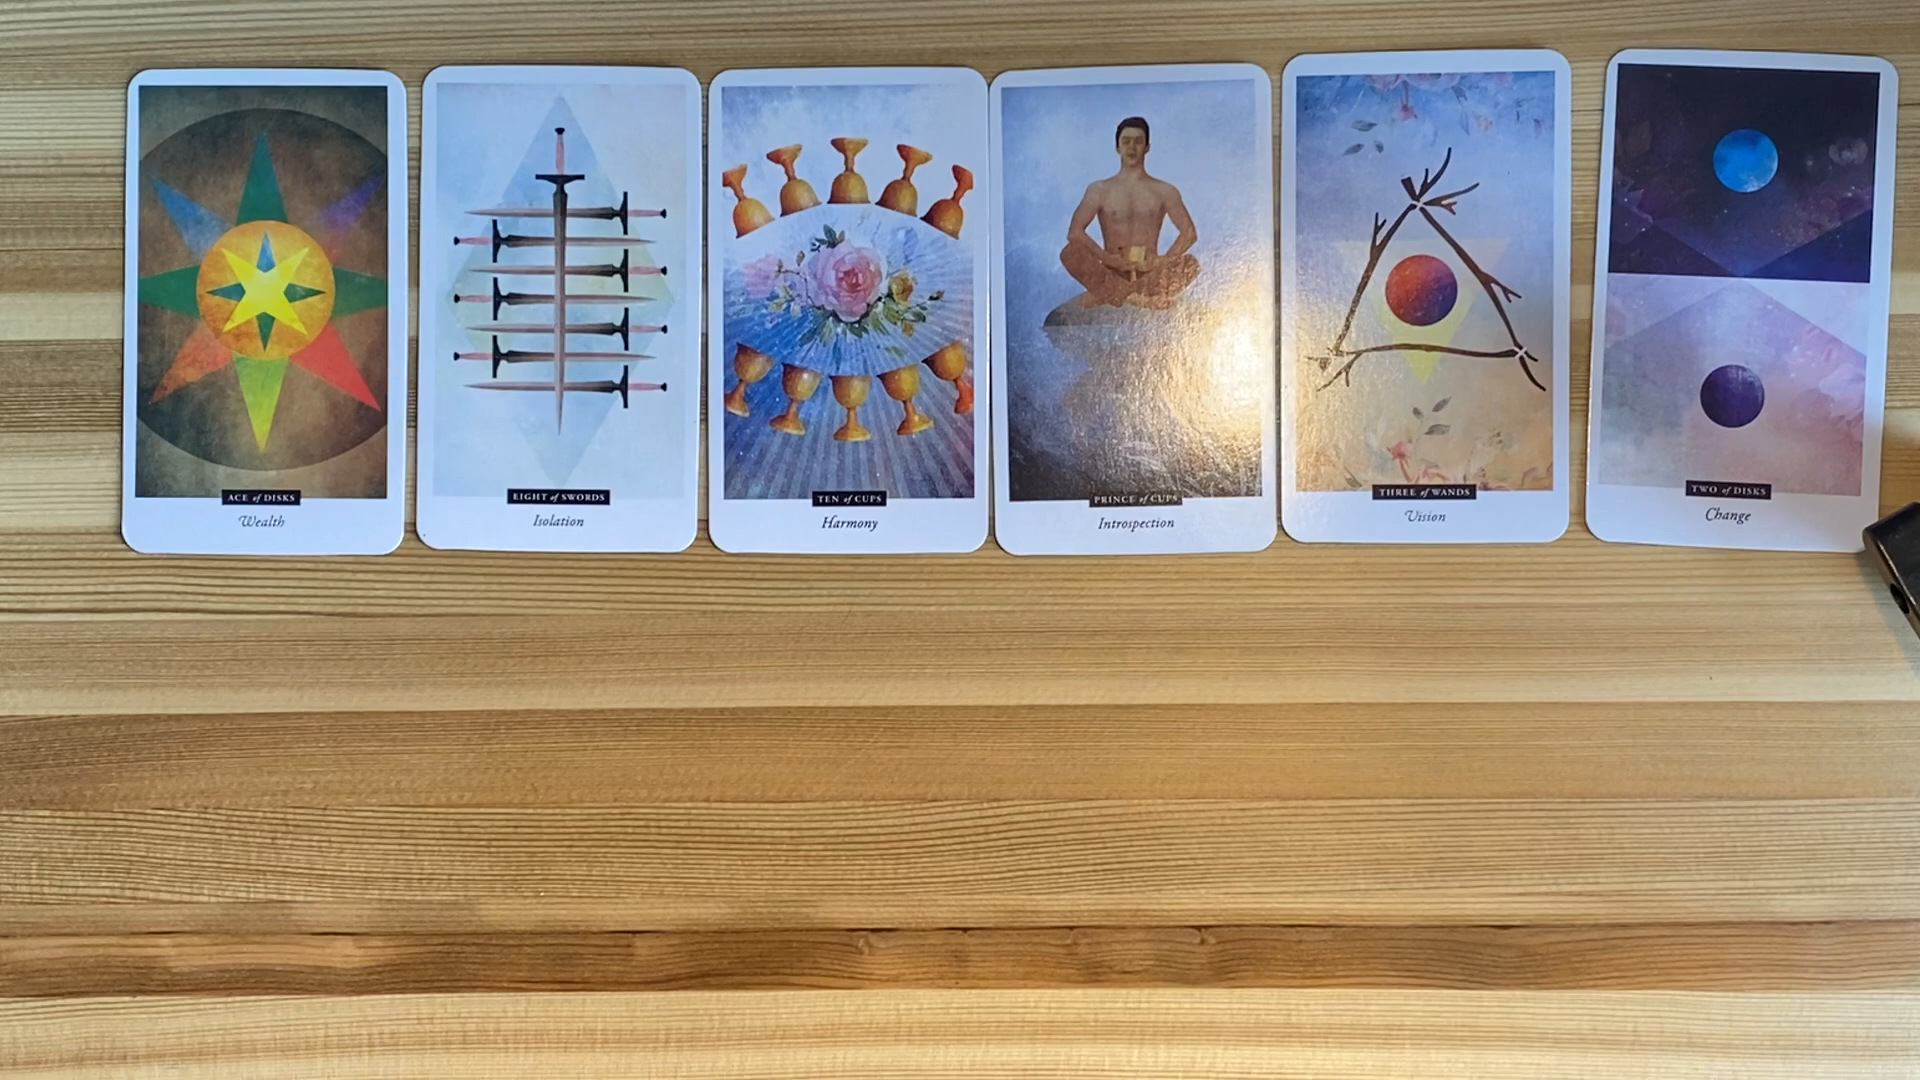 ACE of DISKS
Wealth
EIGHT of SWORDS
Isolation
TEN of CUPS
Harmony
PRINCE of CUPS
Introspection
THREE of WANDS
Vision
TWO of DISKS
Change